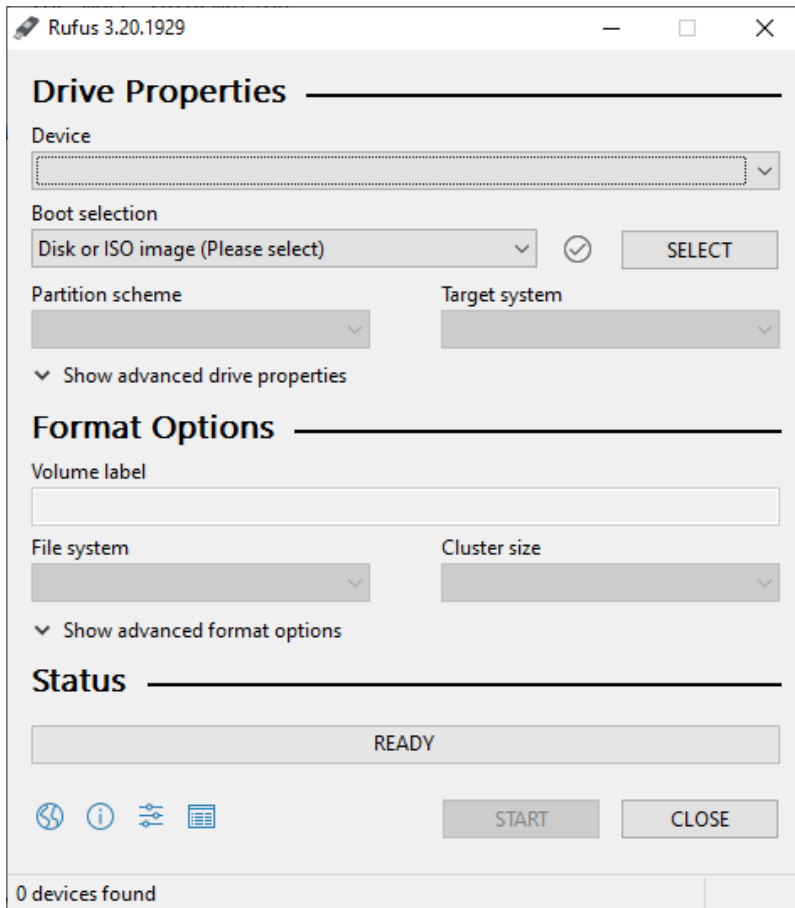 Rufus 3.20.1929
Drive Properties
Device
Boot selection
Disk or ISO image (Please select)
SELECT
Partition scheme
Target system
Show advanced drive properties
Format Options
Volume label
File system
Cluster size
Show advanced format options
Status
READY
START
CLOSE
0 devices found